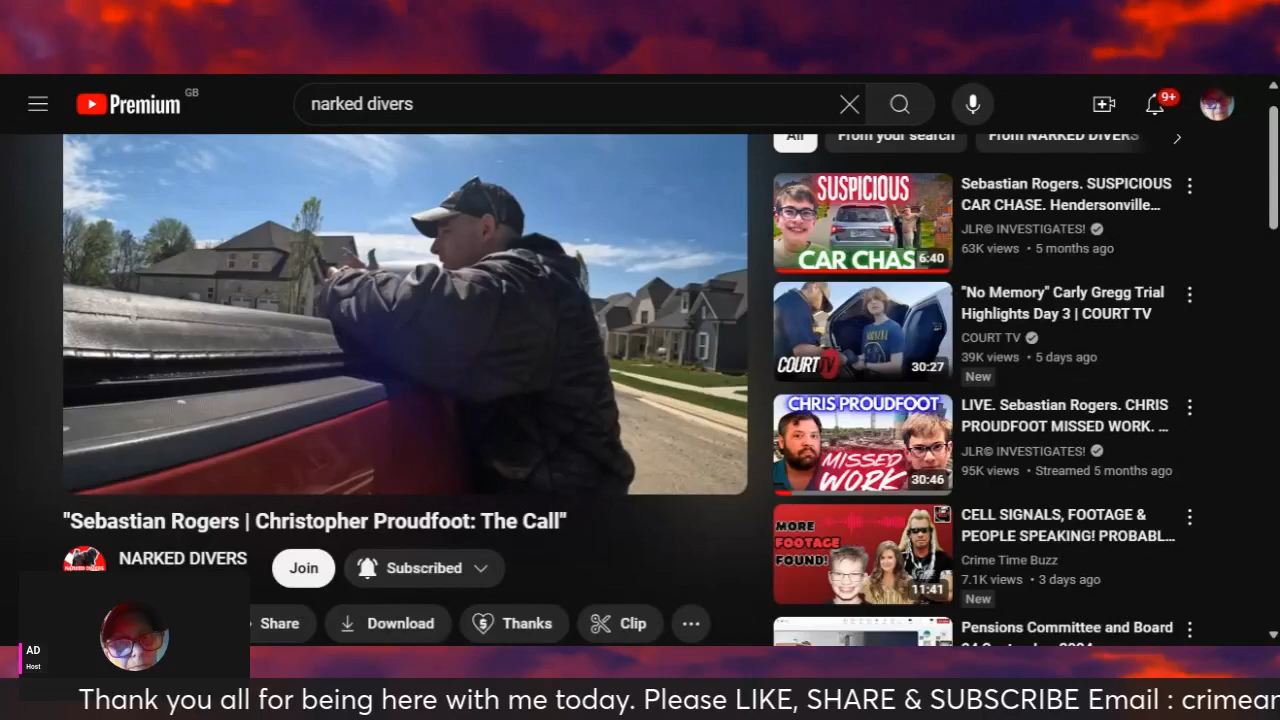 Premium
GB
narked divers
9+
All
From your search
From NARKED DIVERS
SUSPICIOUS
CAR CHAS
6:40
Sebastian Rogers. SUSPICIOUS
CAR CHASE. Hendersonville...
JLR© INVESTIGATES!
63K views • 5 months ago
COURT TV
30:27
"No Memory" Carly Gregg Trial
Highlights Day 3 | COURT TV
COURT TV
39K views • 5 days ago
New
CHRIS PROUDFOOT
MISSED
WORK
30:46
LIVE. Sebastian Rogers. CHRIS
PROUDFOOT MISSED WORK. ...
JLR© INVESTIGATES!
95K views • Streamed 5 months ago
MORE
FOOTAGE
FOUND!
11:41
CELL SIGNALS, FOOTAGE &
PEOPLE SPEAKING! PROBABL...
Crime Time Buzz
7.1K views • 3 days ago
New
Pensions Committee and Board
"Sebastian Rogers | Christopher Proudfoot: The Call"
NARKED DIVERS
Join
Subscribed
Share
Download
Thanks
Clip
AD
Host
Thank you all for being here with me today. Please LIKE, SHARE & SUBSCRIBE Email : crimear